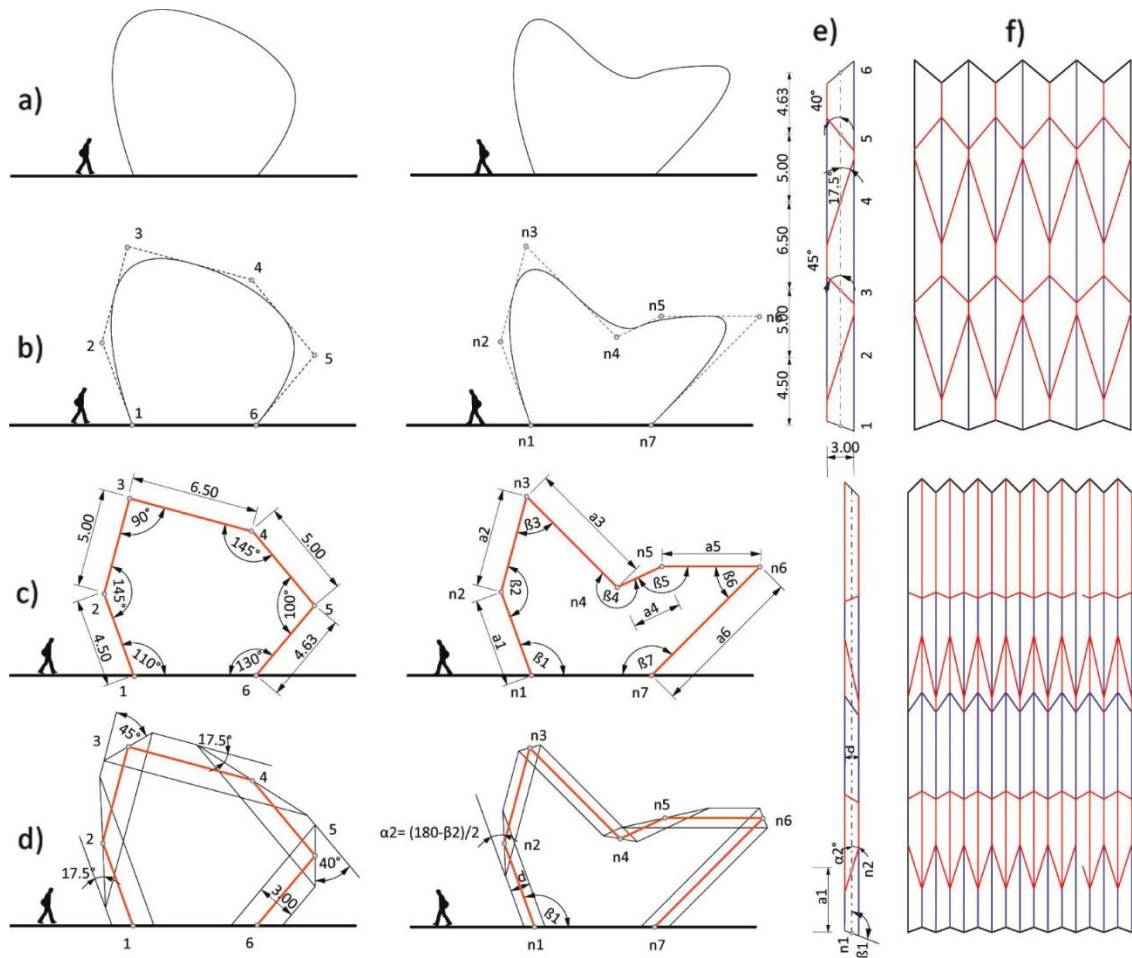 a)
b)
1
2
3
4
5
6
n1
n2
n3
n4
n5
n6
n7
c)
1
2
3
4
5
6
4.50
5.00
6.50
5.00
4.63
110°
145°
90°
145°
100°
130°
n1
n2
n3
n4
n5
n6
n7
a1
a2
a3
a4
a5
a6
ß1
ß2
ß3
ß4
ß5
ß6
ß7
d)
1
2
3
4
5
6
17.5°
45°
17.5°
40°
3.00
α2= (180-β2)/2
n1
n2
n3
n4
n5
n6
n7
d
ß1
e)
6
5
4
3
2
1
4.63
5.00
6.50
5.00
4.50
40°
17.5°
45°
3.00
d
α2°
n2
a1
n1
ß1
f)